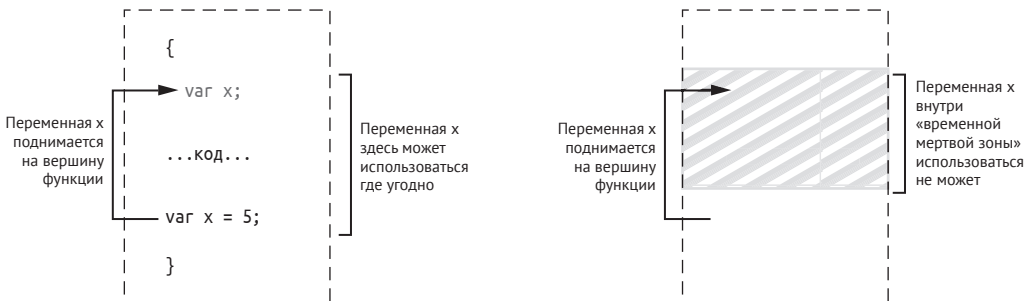 {
var x;
Переменная x
поднимается
на вершину
функции
...код...
Переменная x
здесь может
использоваться
где угодно
var x = 5;
}
Переменная x
поднимается
на вершину
функции
Переменная x
внутри
«временной
мертвой зоны»
использоваться
не может